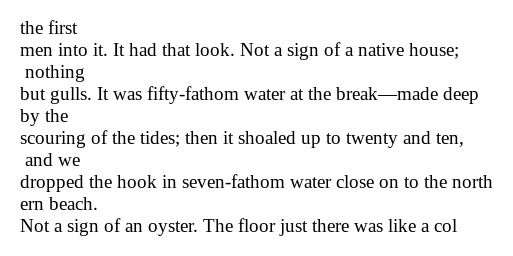 the first
men into it. It had that look. Not a sign of a native house;
nothing
but gulls. It was fifty-fathom water at the break—made deep
by the
scouring of the tides; then it shoaled up to twenty and ten,
and we
dropped the hook in seven-fathom water close on to the north
ern beach.
Not a sign of an oyster. The floor just there was like a col